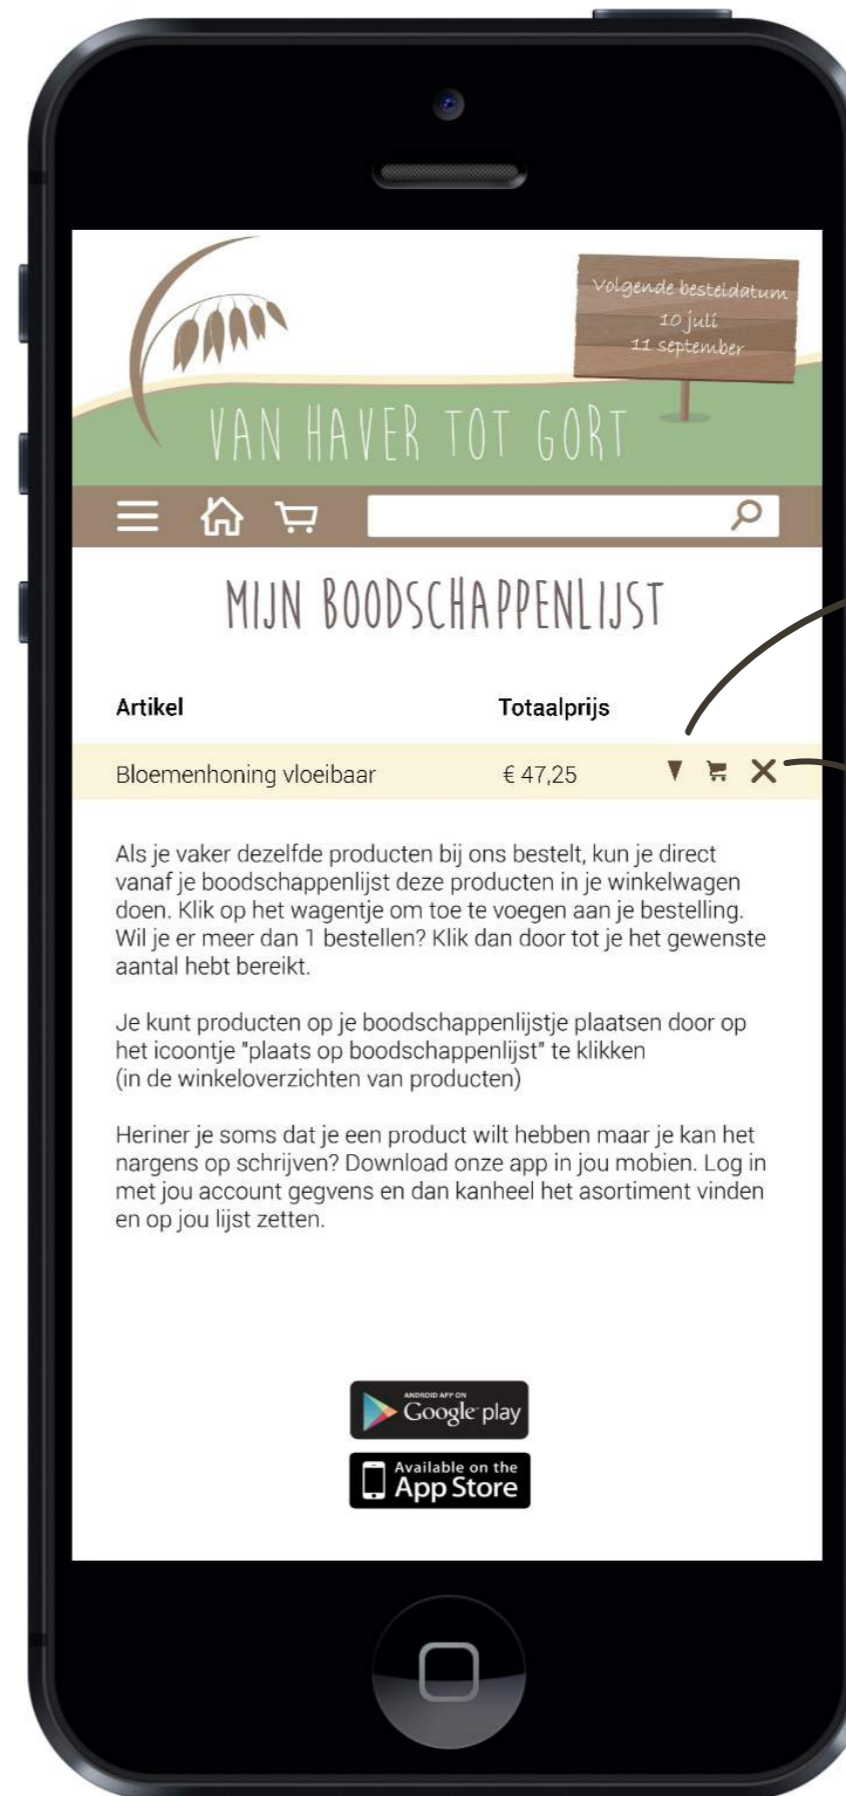 Volgende besteldatum
10 juli
11 september
VAN HAVER TOT GORT
MIJN BOODSCHAPPENLIJST
Artikel Totaalprijs
Bloemenhoning vloeibaar € 47,25
Als je vaker dezelfde producten bij ons bestelt, kun je direct
vanaf je boodschappenlijst deze producten in je winkelwagen
doen. Klik op het wagentje om toe te voegen aan je bestelling.
Wil je er meer dan 1 bestellen? Klik dan door tot je het gewenste
aantal hebt bereikt.
Je kunt producten op je boodschappenlijstje plaatsen door op
het icoontje "plaats op boodschappenlijst" te klikken
(in de winkeloverzichten van producten)
Heriner je soms dat je een product wilt hebben maar je kan het
nargens op schrijven? Download onze app in jou mobien. Log in
met jou account gegvens en dan kanheel het asortiment vinden
en op jou lijst zetten.
ANDROID APP ON
Google play
Available on the
App Store